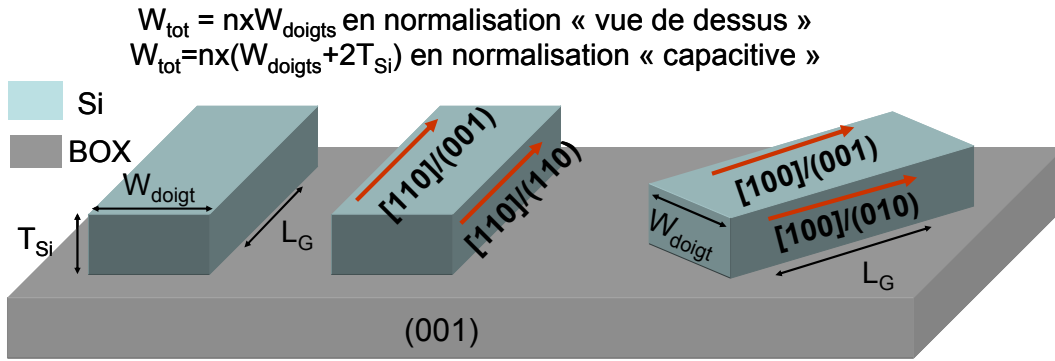 Wtot = nxWdoigts en normalisation « vue de dessus »
Wtot=nx(Wdoigts+2TSi) en normalisation « capacitive »
Si
BOX
Wdoigt
TSi
LG
[110]/(001)
[110]/(110)
[100]/(001)
[100]/(010)
Wdoigt
LG
(001)